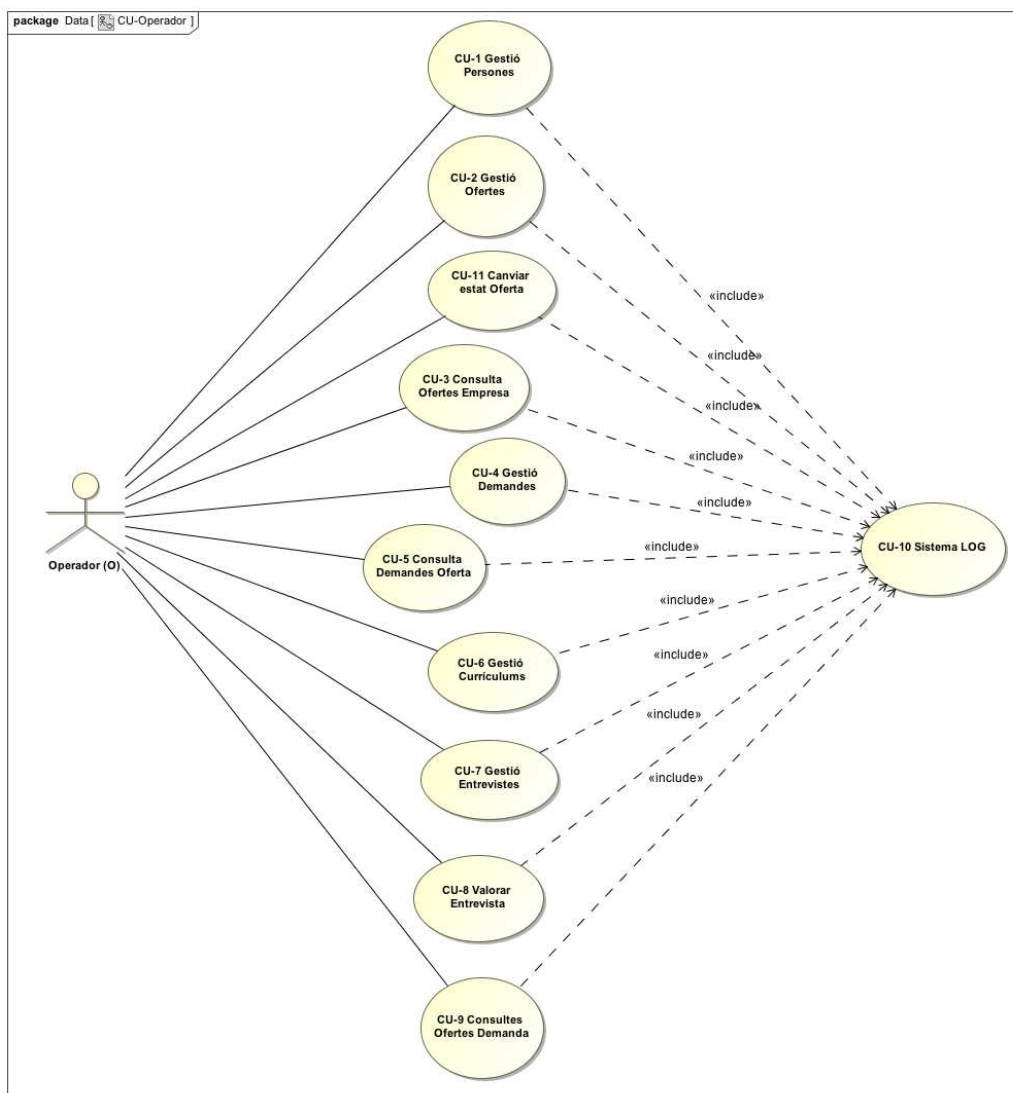 package Data [ CU-Operador ]
CU-1 Gestió
Persones
CU-2 Gestió
Ofertes
CU-11 Canviar
estat Oferta
«include»
«include»
CU-3 Consulta
Ofertes Empresa
«include»
«include»
CU-4 Gestió
Demandes
«include»
CU-5 Consulta
Demandes Oferta
«include»
CU-10 Sistema LOG
Operador (O)
«include»
CU-6 Gestió
Currículums
«include»
«include»
CU-7 Gestió
Entrevistes
«include»
CU-8 Valorar
Entrevista
CU-9 Consultes
Ofertes Demanda